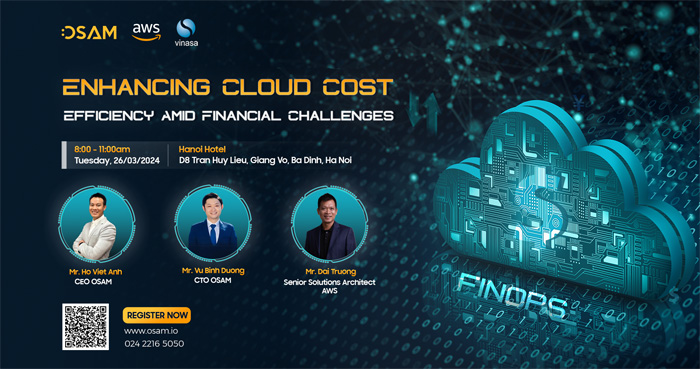 OSAM
aws
vinasa
ENHANCING CLOUD COST
EFFICIENCY AMID FINANCIAL CHALLENGES
8:00 - 11:00am
Tuesday, 26/03/2024
Hanoi Hotel
D8 Tran Huy Lieu, Giang Vo, Ba Dinh, Ha Noi
Mr. Ho Viet Anh
CEO OSAM
Mr. Vu Binh Duong
CTO OSAM
Mr. Dai Truong
Senior Solutions Architect
AWS
FINOPS
REGISTER NOW
www.osam.io
024 2216 5050